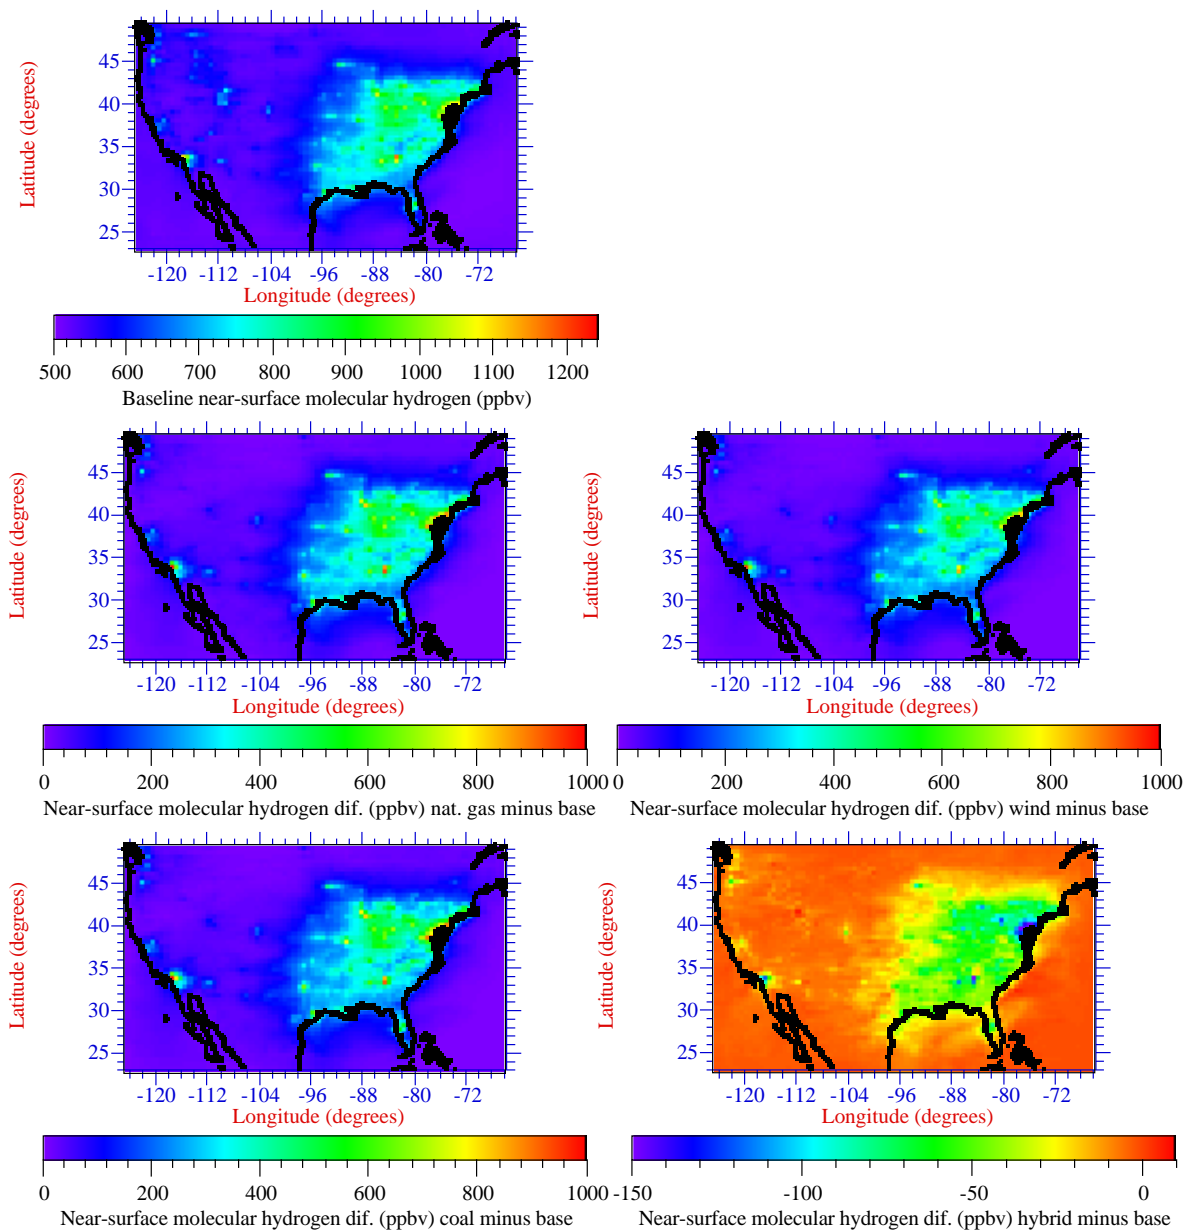 Latitude (degrees)
45
40
35
30
25
-120 -112 -104 -96 -88 -80 -72
Longitude (degrees)
500 600 700 800 900 1000 1100 1200
Baseline near-surface molecular hydrogen (ppbv)
Latitude (degrees)
45
40
35
30
25
-120 -112 -104 -96 -88 -80 -72
Longitude (degrees)
0 200 400 600 800 1000
Near-surface molecular hydrogen dif. (ppbv) nat. gas minus base
Latitude (degrees)
45
40
35
30
25
-120 -112 -104 -96 -88 -80 -72
Longitude (degrees)
0 200 400 600 800 1000
Near-surface molecular hydrogen dif. (ppbv) wind minus base
Latitude (degrees)
45
40
35
30
25
-120 -112 -104 -96 -88 -80 -72
Longitude (degrees)
0 200 400 600 800 1000
Near-surface molecular hydrogen dif. (ppbv) coal minus base
Latitude (degrees)
45
40
35
30
25
-120 -112 -104 -96 -88 -80 -72
Longitude (degrees)
-150 -100 -50 0
Near-surface molecular hydrogen dif. (ppbv) hybrid minus base